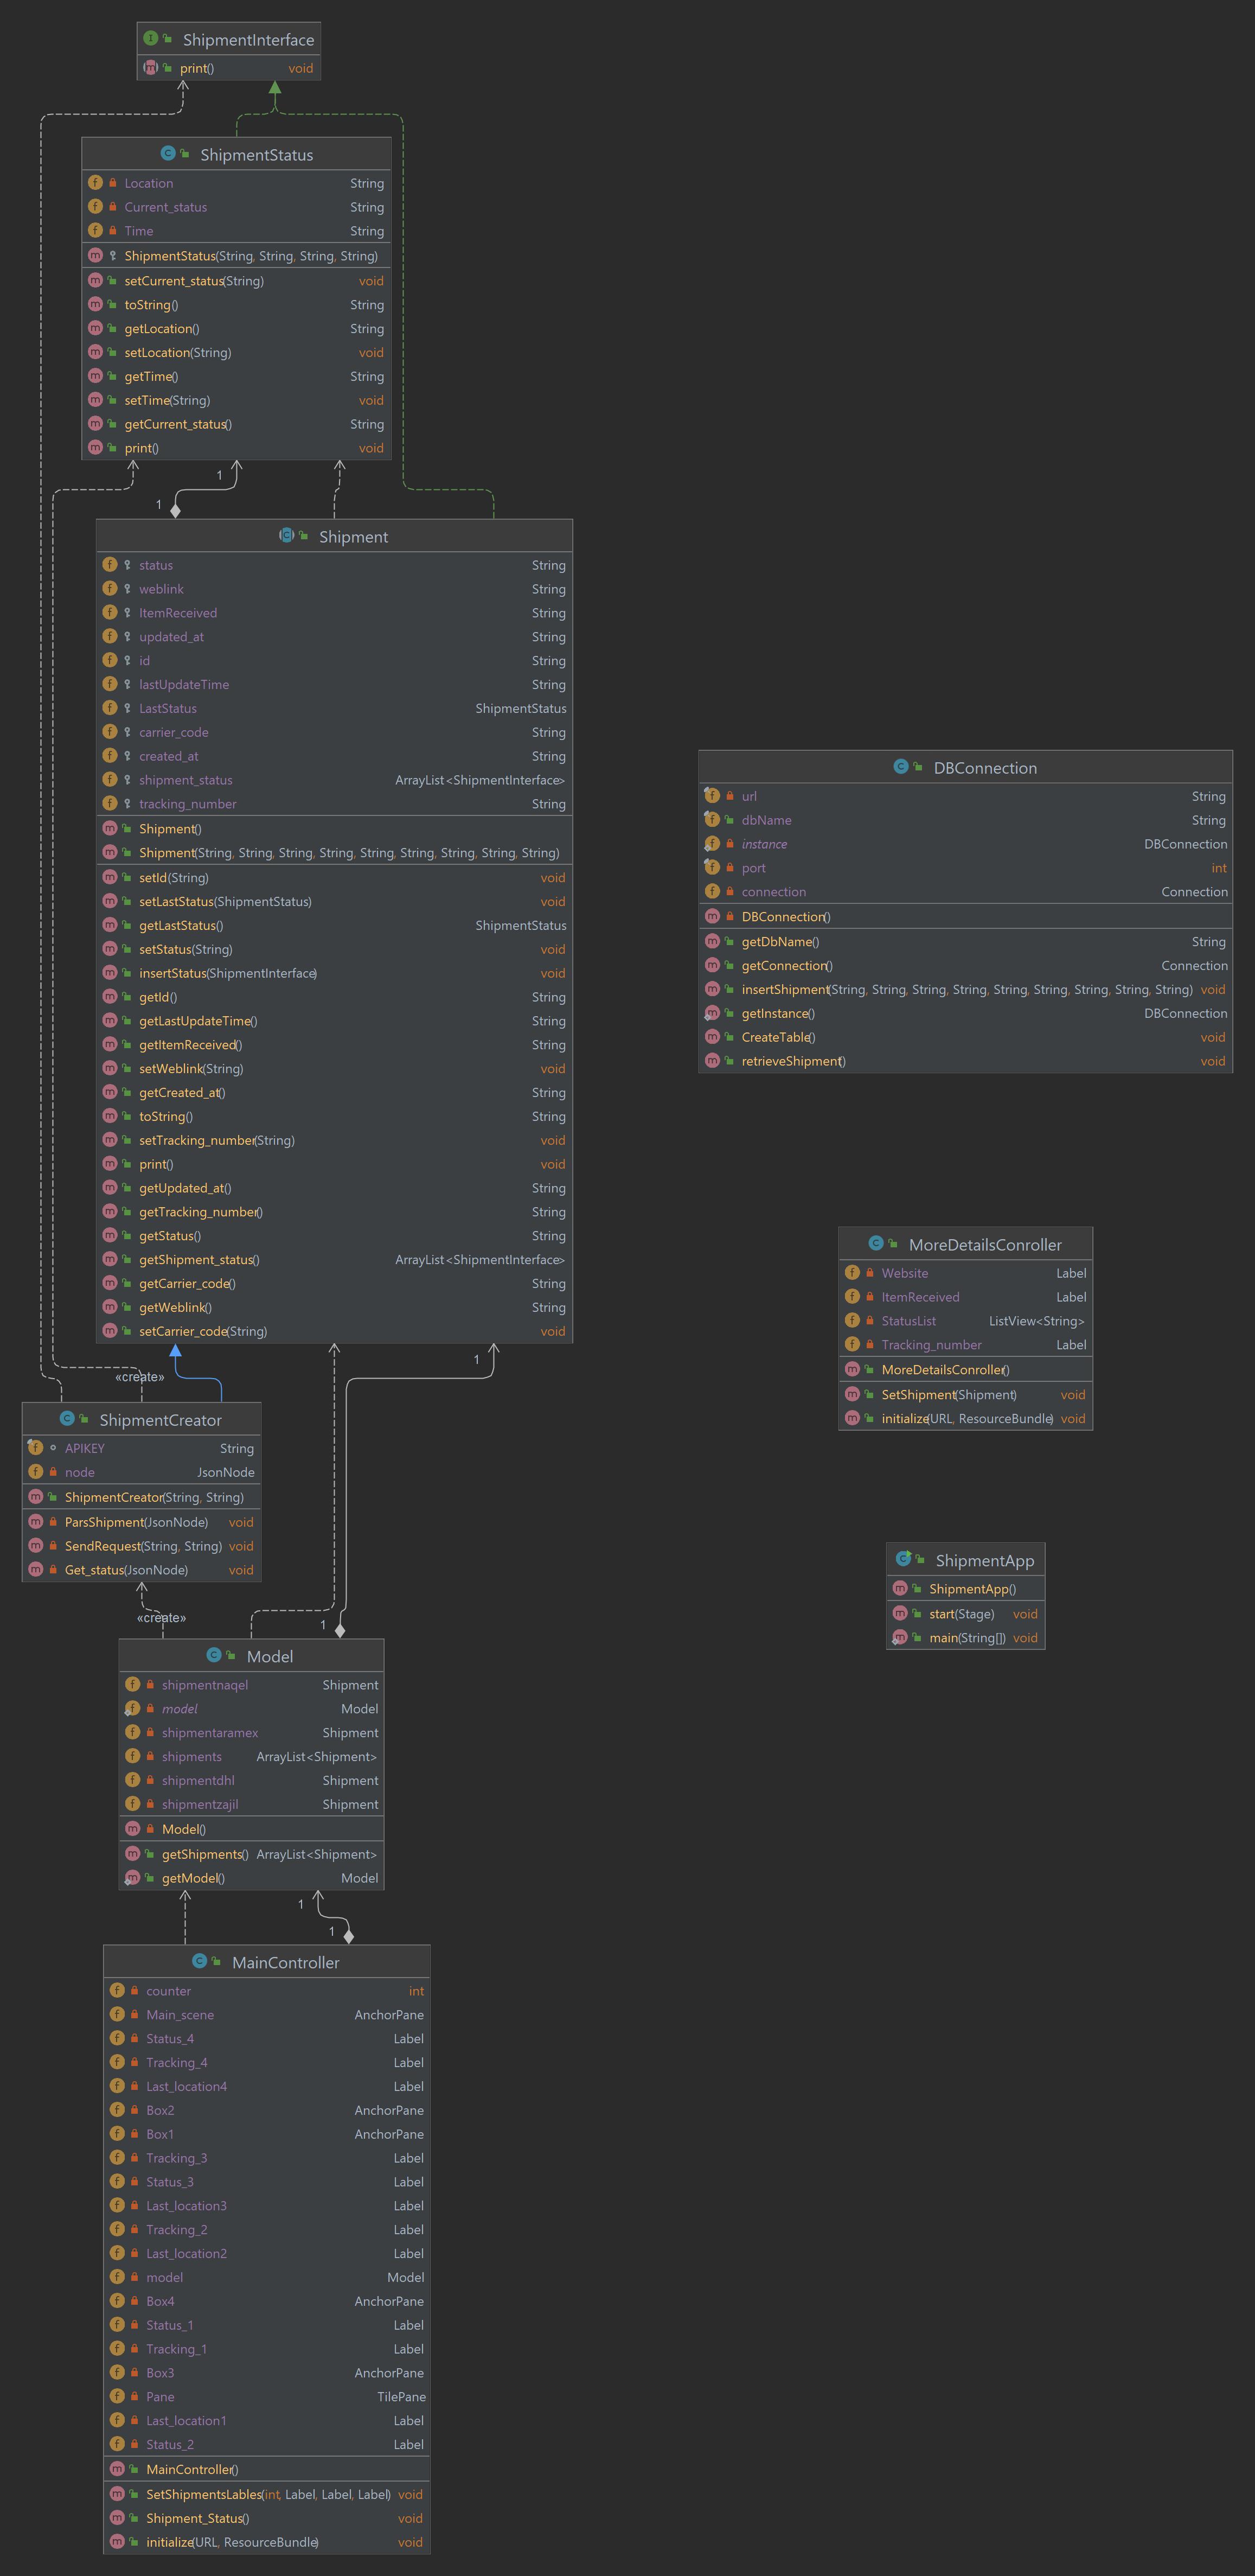 ShipmentInterface
print() void
ShipmentStatus
Location String
Current_status String
Time String
ShipmentStatus(String, String, String, String)
setCurrent_status(String) void
toString() String
getLocation() String
setLocation(String) void
getTime() String
setTime(String) void
getCurrent_status() String
print() void
1
1
Shipment
status String
weblink String
ItemReceived String
updated_at String
id String
lastUpdateTime String
LastStatus ShipmentStatus
carrier_code String
created_at String
shipment_status ArrayList<ShipmentInterface>
tracking_number String
Shipment()
Shipment(String, String, String, String, String, String, String, String, String)
setId(String) void
setLastStatus(ShipmentStatus) void
getLastStatus() ShipmentStatus
setStatus(String) void
insertStatus(ShipmentInterface) void
getId() String
getLastUpdateTime() String
getItemReceived() String
setWeblink(String) void
getCreated_at() String
toString() String
setTracking_number(String) void
print() void
getUpdated_at() String
getTracking_number() String
getStatus() String
getShipment_status() ArrayList<ShipmentInterface>
getCarrier_code() String
getWeblink() String
setCarrier_code(String) void
DBConnection
url String
dbName String
instance DBConnection
port int
connection Connection
DBConnection()
getDbName() String
getConnection() Connection
insertShipment(String, String, String, String, String, String, String, String, String) void
getInstance() DBConnection
CreateTable() void
retrieveShipment() void
MoreDetailsConroller
Website Label
ItemReceived Label
StatusList ListView<String>
Tracking_number Label
MoreDetailsConroller()
SetShipment(Shipment) void
initialize(URL, ResourceBundle) void
1
«create»
ShipmentCreator
APIKEY String
node JsonNode
ShipmentCreator(String, String)
ParsShipment(JsonNode) void
SendRequest(String, String) void
Get_status(JsonNode) void
ShipmentApp
ShipmentApp()
start(Stage) void
main(String[]) void
«create»
1
Model
shipmentnaqel Shipment
model Model
shipmentaramex Shipment
shipments ArrayList<Shipment>
shipmentdhl Shipment
shipmentzajil Shipment
Model()
getShipments() ArrayList<Shipment>
getModel() Model
1
1
MainController
counter int
Main_scene AnchorPane
Status_4 Label
Tracking_4 Label
Last_location4 Label
Box2 AnchorPane
Box1 AnchorPane
Tracking_3 Label
Status_3 Label
Last_location3 Label
Tracking_2 Label
Last_location2 Label
model Model
Box4 AnchorPane
Status_1 Label
Tracking_1 Label
Box3 AnchorPane
Pane TilePane
Last_location1 Label
Status_2 Label
MainController()
SetShipmentsLables(int, Label, Label, Label) void
Shipment_Status() void
initialize(URL, ResourceBundle) void